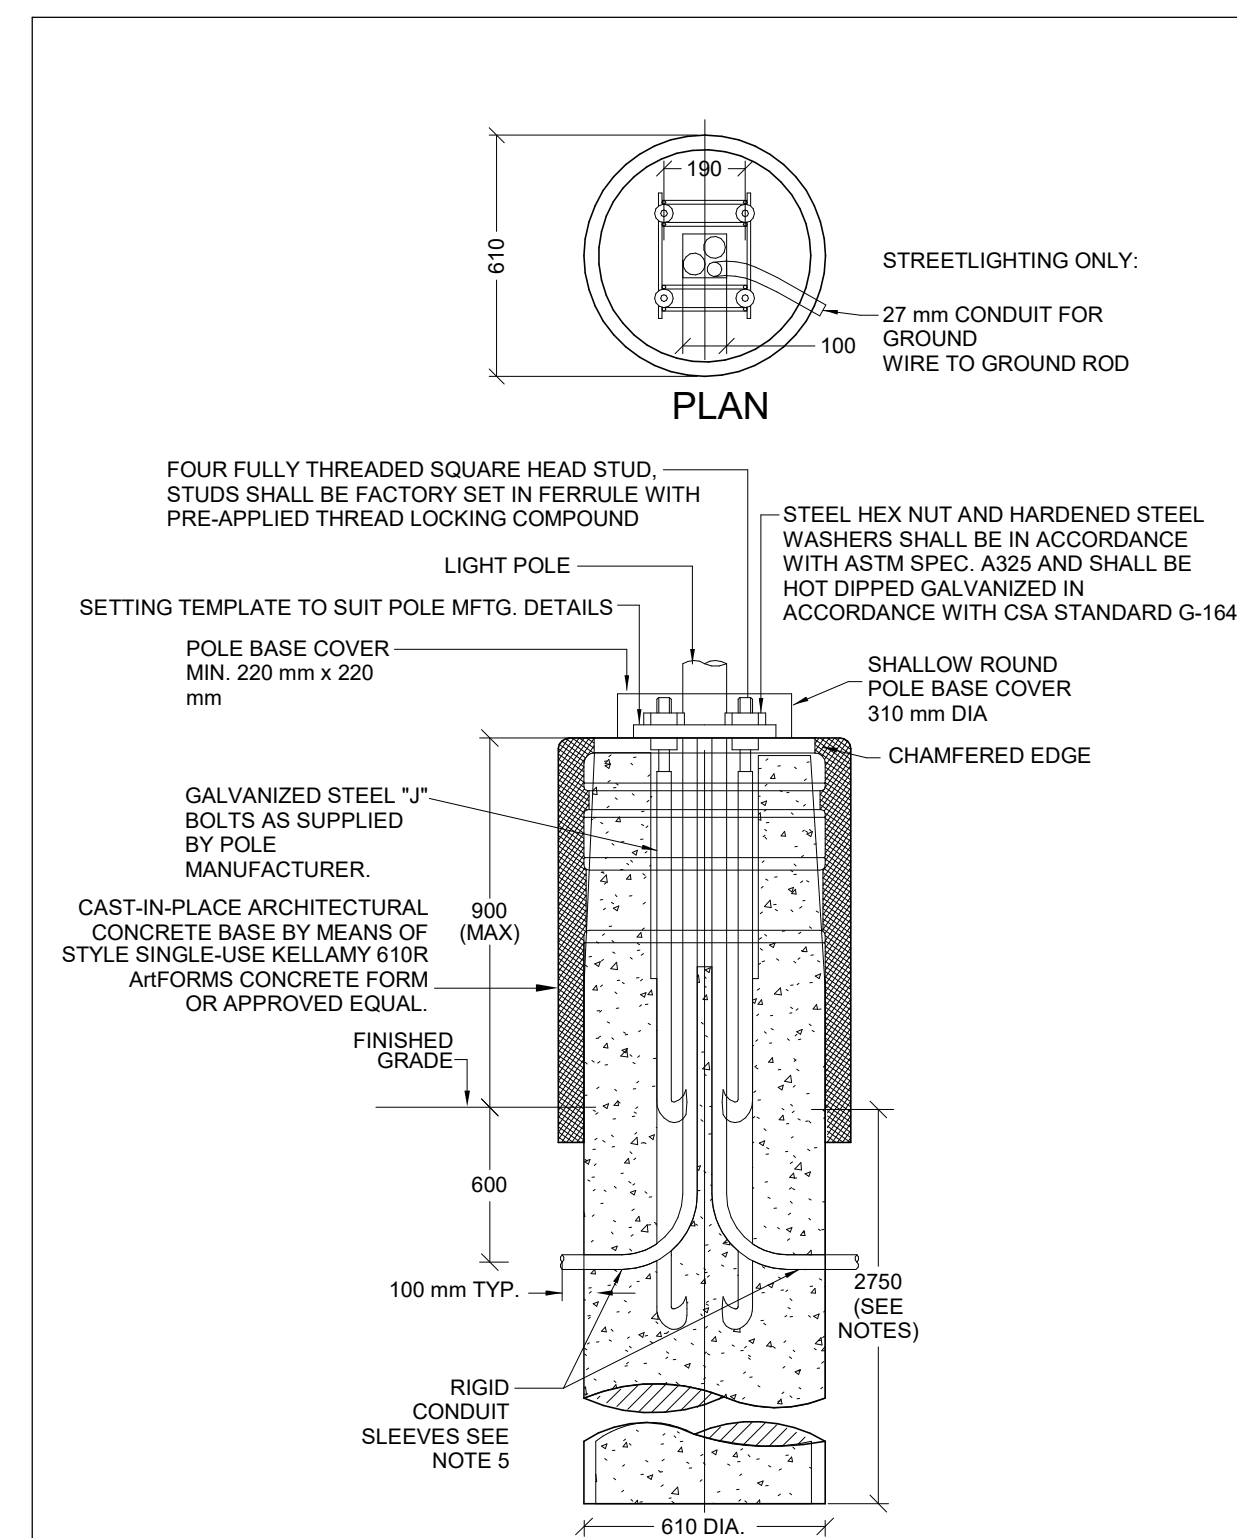 190
610
STREETLIGHTING ONLY:
27 mm CONDUIT FOR
GROUND
WIRE TO GROUND ROD
100
PLAN
FOUR FULLY THREADED SQUARE HEAD STUD,
STUDS SHALL BE FACTORY SET IN FERRULE WITH
PRE-APPLIED THREAD LOCKING COMPOUND
STEEL HEX NUT AND HARDENED STEEL
WASHERS SHALL BE IN ACCORDANCE
WITH ASTM SPEC. A325 AND SHALL BE
HOT DIPPED GALVANIZED IN
ACCORDANCE WITH CSA STANDARD G-164
LIGHT POLE
SETTING TEMPLATE TO SUIT POLE MFTG. DETAILS
POLE BASE COVER
MIN. 220 mm x 220
mm
SHALLOW ROUND
POLE BASE COVER
310 mm DIA
CHAMFERED EDGE
GALVANIZED STEEL "J"
BOLTS AS SUPPLIED
BY POLE
MANUFACTURER.
CAST-IN-PLACE ARCHITECTURAL
CONCRETE BASE BY MEANS OF
STYLE SINGLE-USE KELLAMY 610R
ArtFORMS CONCRETE FORM
OR APPROVED EQUAL.
900
(MAX)
FINISHED
GRADE
600
100 mm TYP.
2750
(SEE
NOTES)
RIGID
CONDUIT
SLEEVES SEE
NOTE 5
610 DIA.